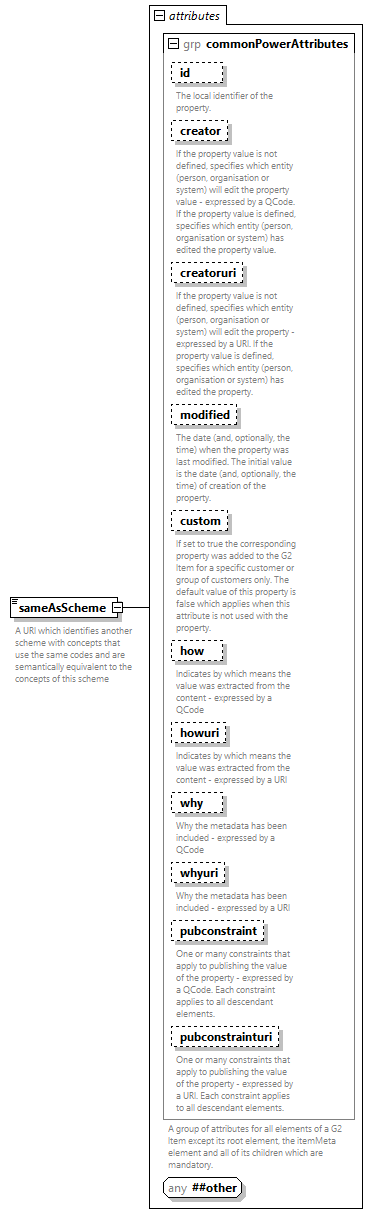 attributes
grp commonPowerAttributes
id
The local identifier of the
property.
creator
If the property value is not
defined, specifies which entity
(person, organisation or
system) will edit the property
value - expressed by a QCode.
If the property value is defined,
specifies which entity (person,
organisation or system) has
edited the property value.
creatoruri
If the property value is not
defined, specifies which entity
(person, organisation or
system) will edit the property -
expressed by a URI. If the
property value is defined,
specifies which entity (person,
organisation or system) has
edited the property.
modified
The date (and, optionally, the
time) when the property was
last modified. The initial value
is the date (and, optionally, the
time) of creation of the
property.
custom
If set to true the corresponding
property was added to the G2
Item for a specific customer or
group of customers only. The
default value of this property is
false which applies when this
attribute is not used with the
property.
sameAsScheme
A URI which identifies another
scheme with concepts that
use the same codes and are
semantically equivalent to the
concepts of this scheme
how
Indicates by which means the
value was extracted from the
content - expressed by a
QCode
howuri
Indicates by which means the
value was extracted from the
content - expressed by a URI
why
Why the metadata has been
included - expressed by a
QCode
whyuri
Why the metadata has been
included - expressed by a URI
pubconstraint
One or many constraints that
apply to publishing the value
of the property - expressed by
a QCode. Each constraint
applies to all descendant
elements.
pubconstrainturi
One or many constraints that
apply to publishing the value
of the property - expressed by
a URI. Each constraint applies
to all descendant elements.
A group of attributes for all elements of a G2
Item except its root element, the itemMeta
element and all of its children which are
mandatory.
any ##other